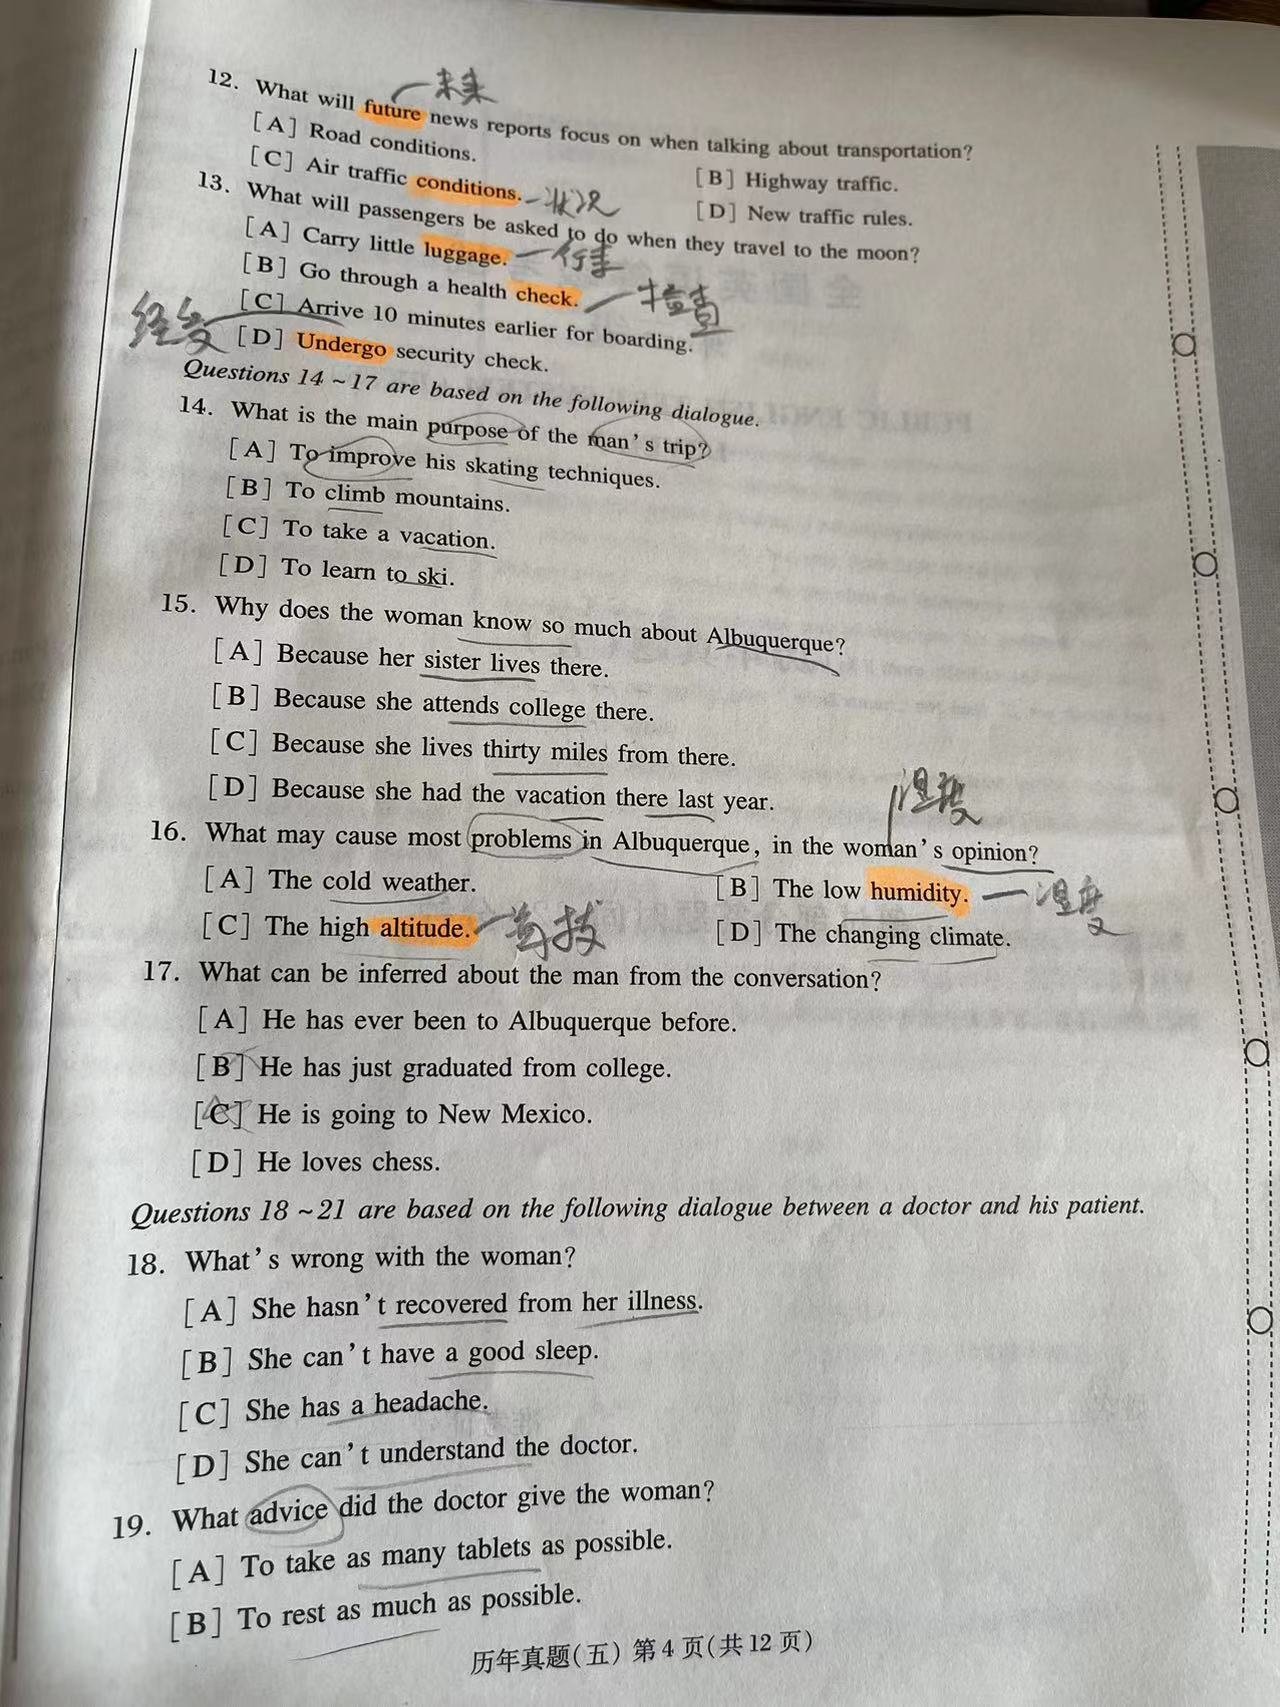 未来
12. What will future news reports focus on when talking about transportation?
[A] Road conditions.
[B] Highway traffic.
[C] Air traffic conditions. 状况
[D] New traffic rules.
13. What will passengers be asked to do when they travel to the moon?
[A] Carry little luggage. 行李
[B] Go through a health check. 检查
[C] Arrive 10 minutes earlier for boarding.
经受 [D] Undergo security check.
Questions 14~17 are based on the following dialogue.
14. What is the main purpose of the man's trip?
[A] To improve his skating techniques.
[B] To climb mountains.
[C] To take a vacation.
[D] To learn to ski.
15. Why does the woman know so much about Albuquerque?
[A] Because her sister lives there.
[B] Because she attends college there.
[C] Because she lives thirty miles from there.
[D] Because she had the vacation there last year.
湿度
16. What may cause most problems in Albuquerque, in the woman's opinion?
[A] The cold weather.
[B] The low humidity. 湿度
[C] The high altitude. 海拔
[D] The changing climate.
17. What can be inferred about the man from the conversation?
[A] He has ever been to Albuquerque before.
[B] He has just graduated from college.
[C] He is going to New Mexico.
[D] He loves chess.
Questions 18~21 are based on the following dialogue between a doctor and his patient.
18. What's wrong with the woman?
[A] She hasn't recovered from her illness.
[B] She can't have a good sleep.
[C] She has a headache.
[D] She can't understand the doctor.
19. What advice did the doctor give the woman?
[A] To take as many tablets as possible.
[B] To rest as much as possible.
历年真题(五) 第4页(共12页)